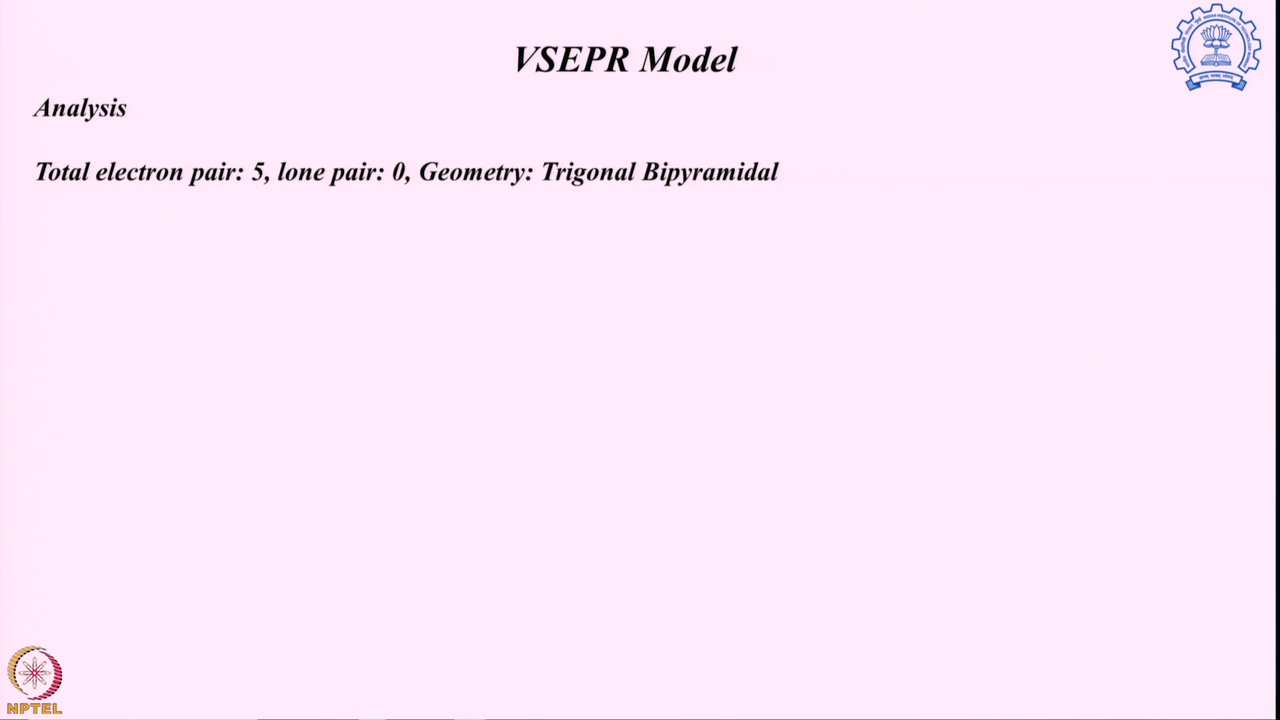 VSEPR Model
Analysis
Total electron pair: 5, lone pair: 0, Geometry: Trigonal Bipyramidal
NPTEL